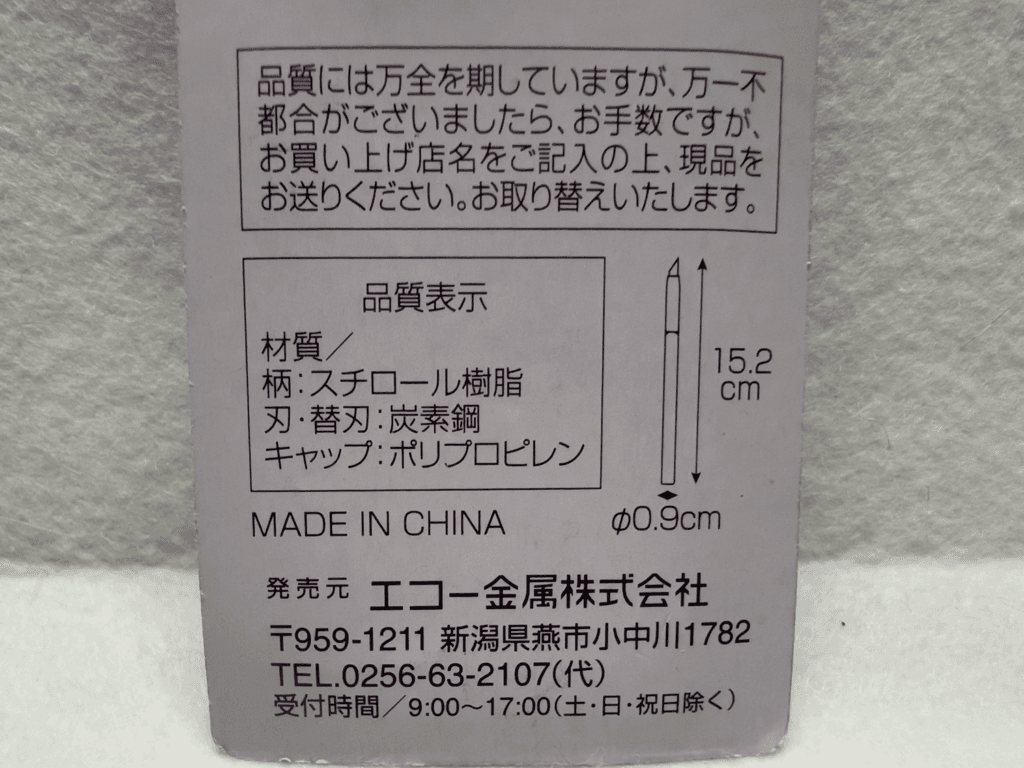 品質には万全を期していますが、万一不
都合がございましたら、お手数ですが、
お買い上げ店名をご記入の上、現品を
お送りください。お取り替えいたします。
品質表示
材質／
柄:スチロール樹脂
刃・替刃:炭素鋼
キャップ:ポリプロピレン
15.2
cm
φ0.9cm
MADE IN CHINA
発売元 エコー金属株式会社
〒959-1211 新潟県燕市小中川1782
TEL.0256-63-2107(代)
受付時間／9:00〜17:00(土・日・祝日除く)